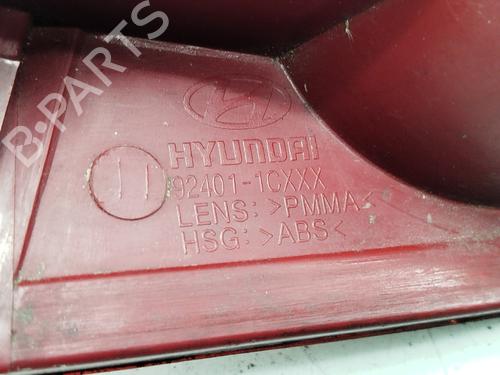 B-PARTS
HYUNDAI
92401-1CXXX
LENS: >PMMA<
HSG: >ABS<